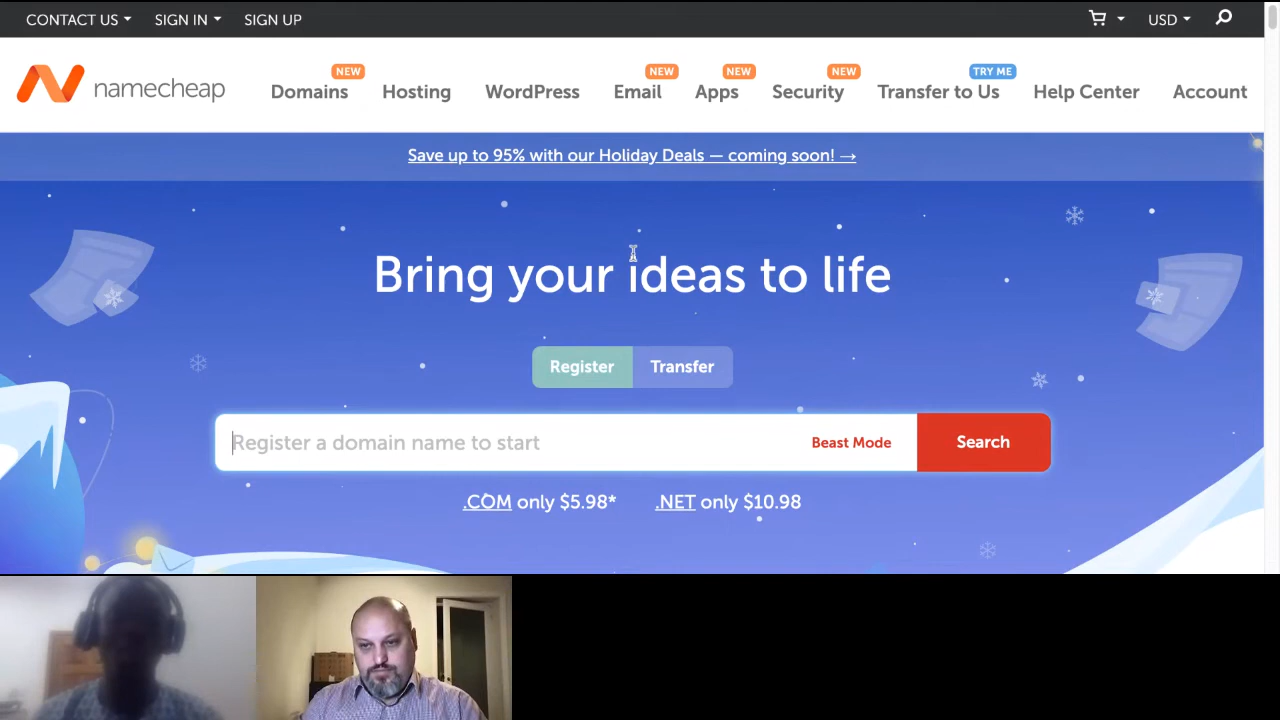 CONTACT US SIGN IN SIGN UP USD
NEW NEW NEW NEW TRY ME
namecheap Domains Hosting WordPress Email Apps Security Transfer to Us Help Center Account
Save up to 95% with our Holiday Deals — coming soon! →
Bring your ideas to life
Register Transfer
Register a domain name to start Beast Mode Search
.COM only $5.98* .NET only $10.98